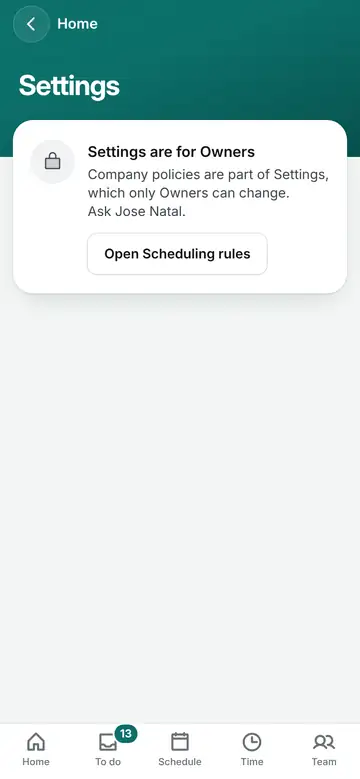 Home
Settings
Settings are for Owners
Company policies are part of Settings,
which only Owners can change.
Ask Jose Natal.
Open Scheduling rules
13
Home
To do
Schedule
Time
Team